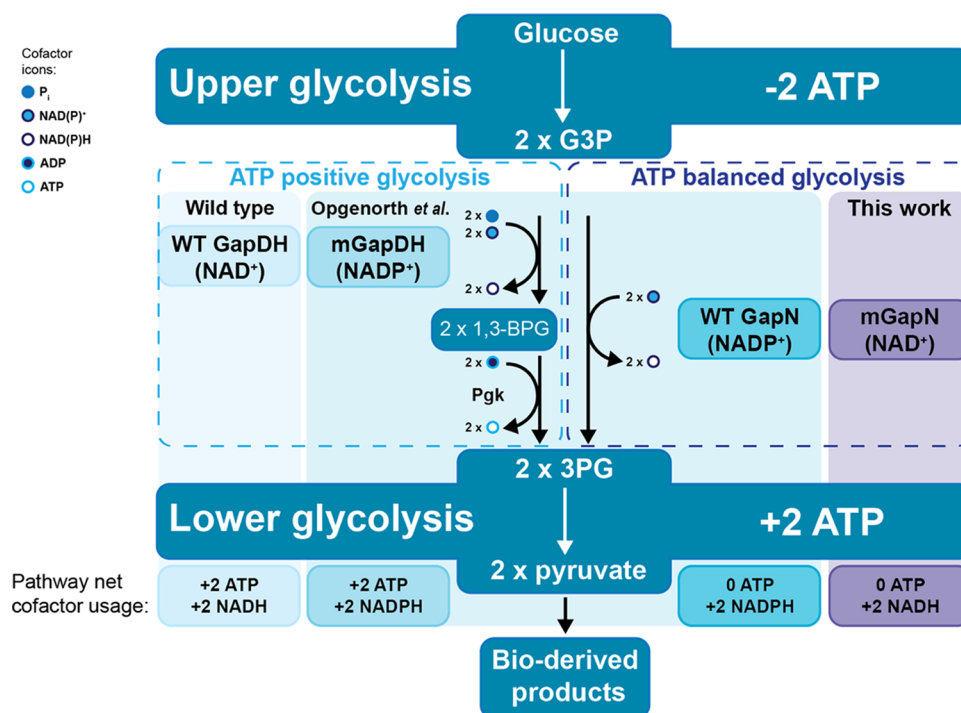 Cofactor
icons:
Pi
NAD(P)+
NAD(P)H
ADP
ATP
Glucose
Upper glycolysis
-2 ATP
2 x G3P
ATP positive glycolysis
ATP balanced glycolysis
Wild type
Opgenorth et al.
This work
WT GapDH
(NAD+)
mGapDH
(NADP+)
2 x
2 x
2 x
2 x 1,3-BPG
2 x
Pgk
2 x
2 x
2 x
WT GapN
(NADP+)
mGapN
(NAD+)
2 x 3PG
Lower glycolysis
+2 ATP
2 x pyruvate
Pathway net
cofactor usage:
+2 ATP
+2 NADH
+2 ATP
+2 NADPH
0 ATP
+2 NADPH
0 ATP
+2 NADH
Bio-derived
products